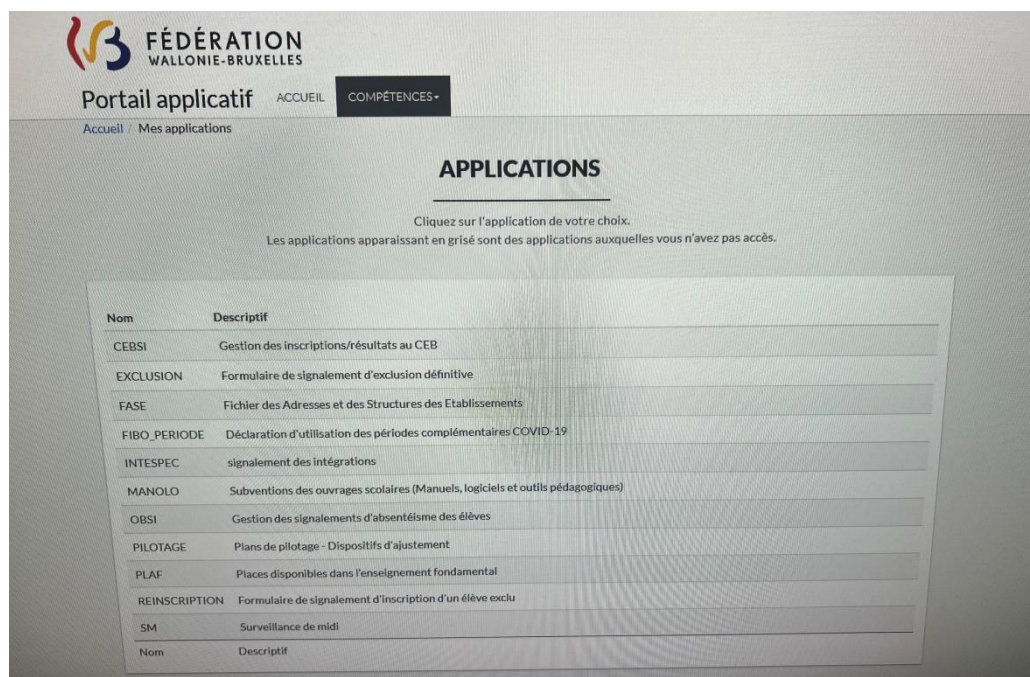 FÉDÉRATION
WALLONIE-BRUXELLES
Portail applicatif ACCUEIL COMPÉTENCES
Accueil / Mes applications
APPLICATIONS
Cliquez sur l'application de votre choix.
Les applications apparaissant en grisé sont des applications auxquelles vous n'avez pas accès.
Nom Descriptif
CEBSI Gestion des inscriptions/résultats au CEB
EXCLUSION Formulaire de signalement d'exclusion définitive
FASE Fichier des Adresses et des Structures des Etablissements
FIBO_PERIODE Déclaration d'utilisation des périodes complémentaires COVID-19
INTESPEC signalement des intégrations
MANOLO Subventions des ouvrages scolaires (Manuels, logiciels et outils pédagogiques)
OBSI Gestion des signalements d'absentéisme des élèves
PILOTAGE Plans de pilotage - Dispositifs d'ajustement
PLAF Places disponibles dans l'enseignement fondamental
REINSCRIPTION Formulaire de signalement d'inscription d'un élève exclu
SM Surveillance de midi
Nom Descriptif